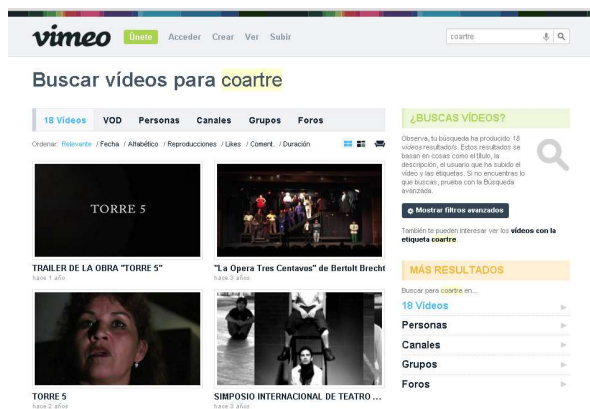 vimeo Únete Acceder Crear Ver Subir coartre
Buscar vídeos para coartre
18 Vídeos VOD Personas Canales Grupos Foros
Ordenar: Relevante / Fecha / Alfabético / Reproducciones / Likes / Coment. / Duración
TORRE 5
TRAILER DE LA OBRA "TORRE 5"
hace 1 año
"La Opera Tres Centavos" de Bertolt Brecht
hace 3 años
TORRE 5
hace 2 años
SIMPOSIO INTERNACIONAL DE TEATRO ...
hace 3 años
¿BUSCAS VÍDEOS?
Observa, tu búsqueda ha producido 18
vídeos resultado/s. Estos resultados se
basan en cosas como el título, la
descripción, el usuario que ha subido el
vídeo y las etiquetas. Si no encuentras lo
que buscas, prueba con la Búsqueda
avanzada.
Mostrar filtros avanzados
También te pueden interesar ver los vídeos con la
etiqueta coartre.
MÁS RESULTADOS
Buscar para coartre en...
18 Vídeos
Personas
Canales
Grupos
Foros